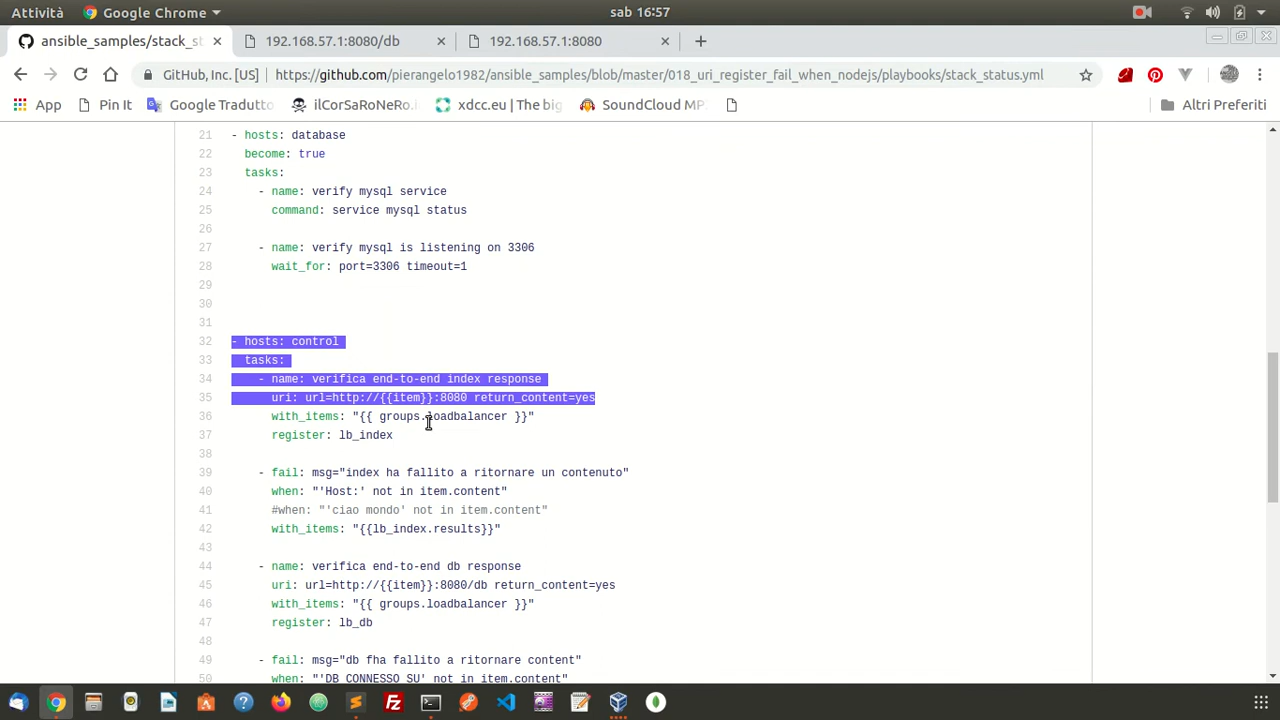 Attività
Google Chrome
sab 16:57
ansible_samples/stack_st
192.168.57.1:8080/db
192.168.57.1:8080
GitHub, Inc. [US]
https://github.com/pierangelo1982/ansible_samples/blob/master/018_uri_register_fail_when_nodejs/playbooks/stack_status.yml
App
Pin It
Google Tradutto
ilCorSaRoNeRo.i
xdcc.eu | The big
SoundCloud MP
Altri Preferiti
21 - hosts: database
22 become: true
23 tasks:
24 - name: verify mysql service
25 command: service mysql status
26
27 - name: verify mysql is listening on 3306
28 wait_for: port=3306 timeout=1
29
30
31
32 - hosts: control
33 tasks:
34 - name: verifica end-to-end index response
35 uri: url=http://{{item}}:8080 return_content=yes
36 with_items: "{{ groups.loadbalancer }}"
37 register: lb_index
38
39 - fail: msg="index ha fallito a ritornare un contenuto"
40 when: "'Host:' not in item.content"
41 #when: "'ciao mondo' not in item.content"
42 with_items: "{{lb_index.results}}"
43
44 - name: verifica end-to-end db response
45 uri: url=http://{{item}}:8080/db return_content=yes
46 with_items: "{{ groups.loadbalancer }}"
47 register: lb_db
48
49 - fail: msg="db fha fallito a ritornare content"
50 when: "'DB CONNESSO SU' not in item.content"